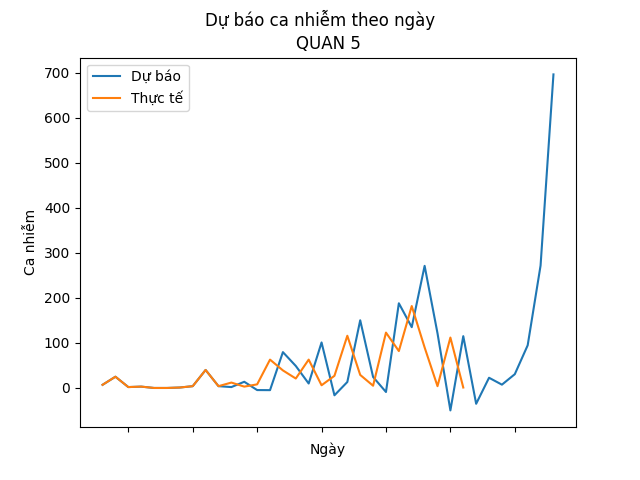 Dự báo ca nhiễm theo ngày
QUAN 5
Dự báo
Thực tế
700
600
500
400
300
200
100
0
Ca nhiễm
Ngày